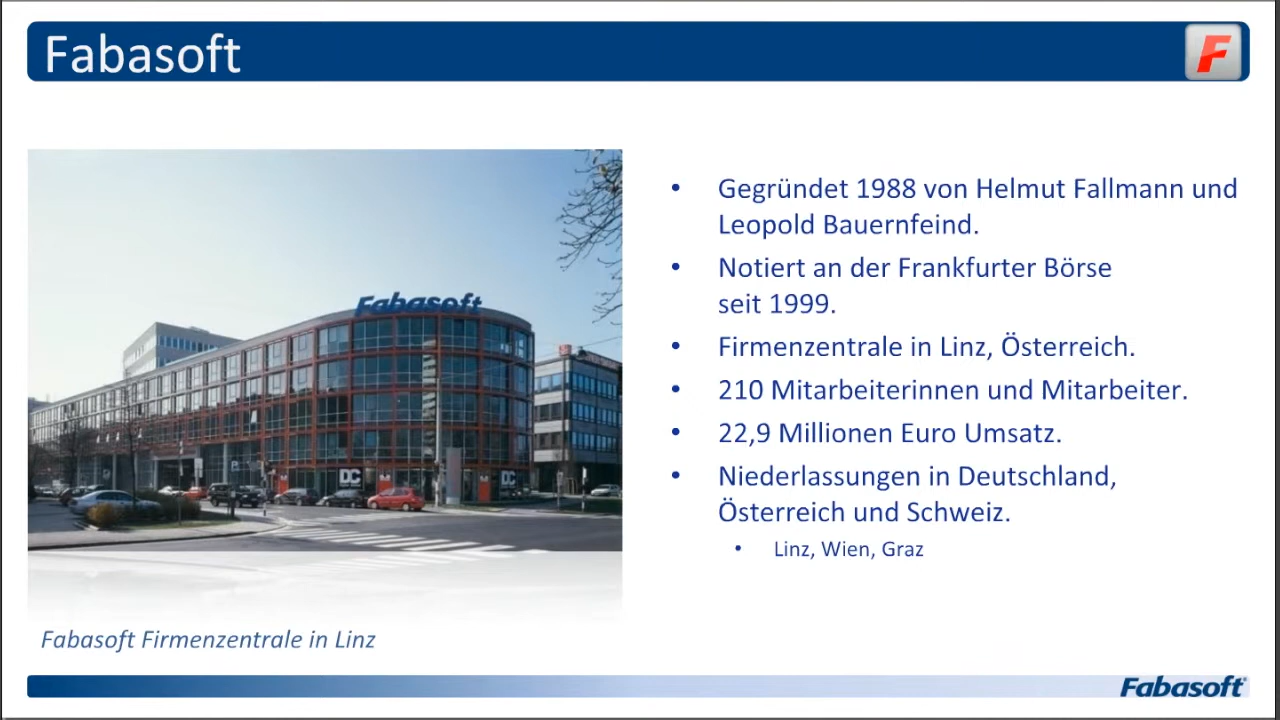 Fabasoft
F
Fabasoft
DC
DC
Fabasoft Firmenzentrale in Linz
• Gegründet 1988 von Helmut Fallmann und
Leopold Bauernfeind.
• Notiert an der Frankfurter Börse
seit 1999.
• Firmenzentrale in Linz, Österreich.
• 210 Mitarbeiterinnen und Mitarbeiter.
• 22,9 Millionen Euro Umsatz.
• Niederlassungen in Deutschland,
Österreich und Schweiz.
• Linz, Wien, Graz
Fabasoft